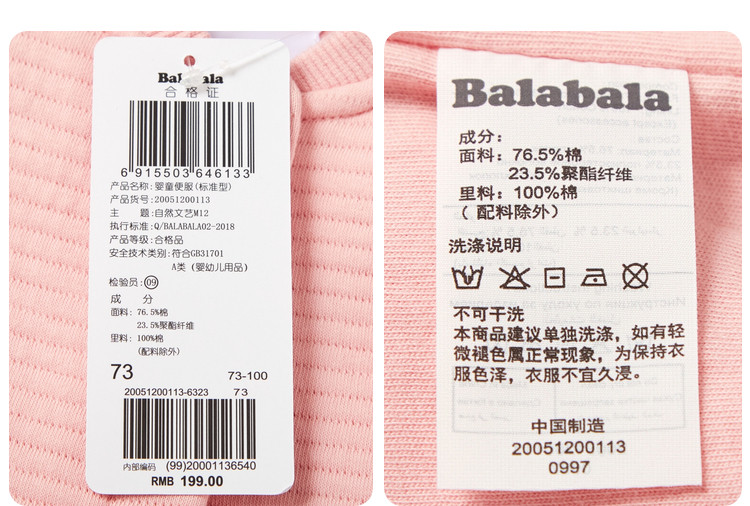 Balabala
合格证
6 915503 646133
产品名称:婴童便服(标准型)
产品货号:20051200113
主 题:自然文艺M12
执行标准:Q/BALABALA02-2018
产品等级:合格品
安全技术类别:符合GB31701
A类(婴幼儿用品)
检验员:09
成 分
面料:76.5%棉
23.5%聚酯纤维
里料:100%棉
(配料除外)
73 73-100
20051200113-6323 73
内部编码 (99)20001136540
RMB 199.00
Balabala
成分:
面料:76.5%棉
23.5%聚酯纤维
里料:100%棉
( 配料除外)
洗涤说明
不可干洗
本商品建议单独洗涤,如有轻
微褪色属正常现象,为保持衣
服色泽,衣服不宜久浸。
中国制造
20051200113
0997